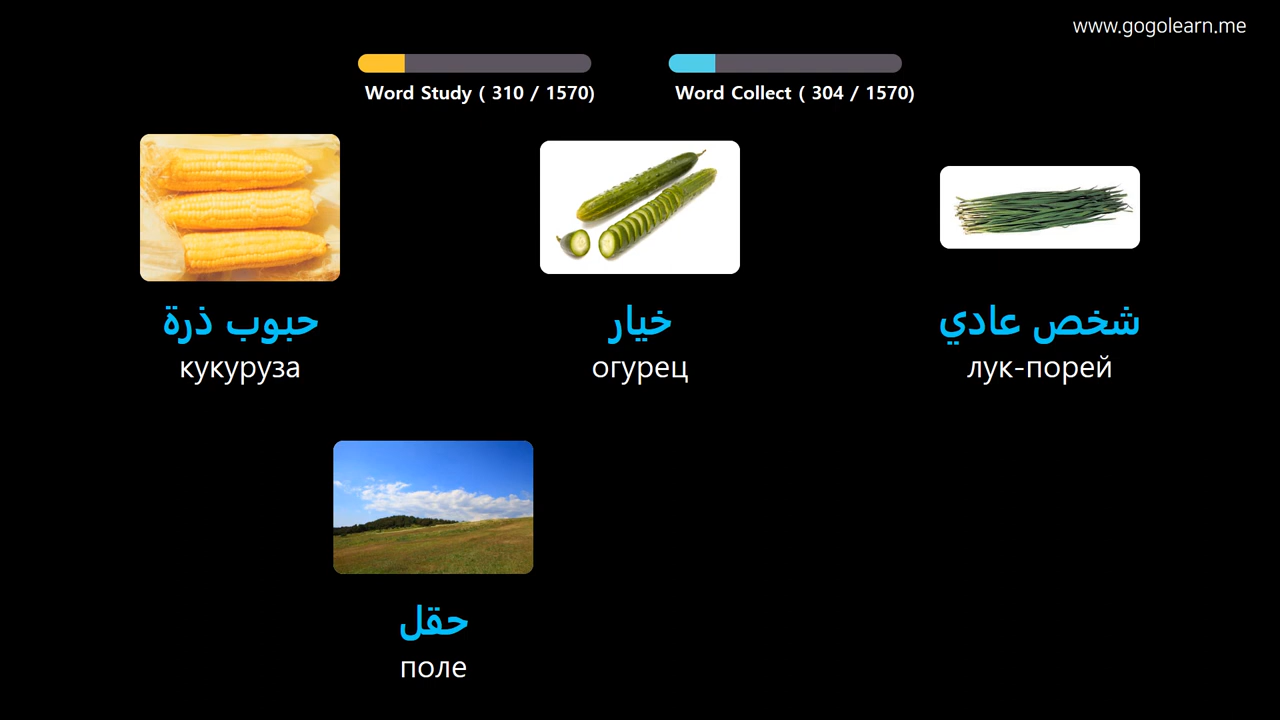 www.gogolearn.me
Word Study ( 310 / 1570)
Word Collect ( 304 / 1570)
حبوب ذرة
кукуруза
خيار
огурец
شخص عادي
лук-порей
حقل
поле